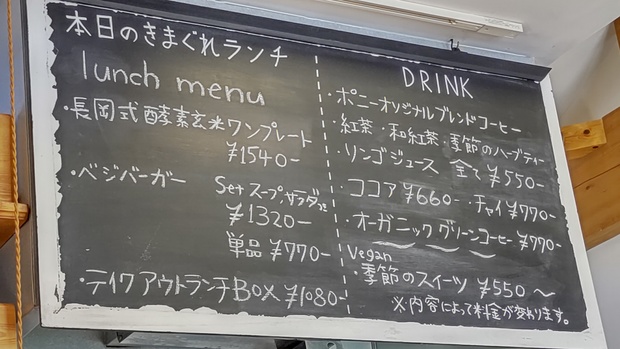 本日のきまぐれランチ
lunch menu
・長岡式酵素玄米ワンプレート
¥1540-
・ベジバーガー
Set スープ,サラダつき
¥1320-
単品 ¥770-
・テイクアウトランチBOX ¥1080-
DRINK
・ポニーオリジナルブレンドコーヒー
・紅茶・和紅茶・季節のハーブティー
・リンゴジュース 全て ¥550-
・ココア ¥660-・チャイ ¥770-
・オーガニック グリーンコーヒー ¥770-
Vegan
・季節のスイーツ ¥550 〜
※内容によって料金が変わります。